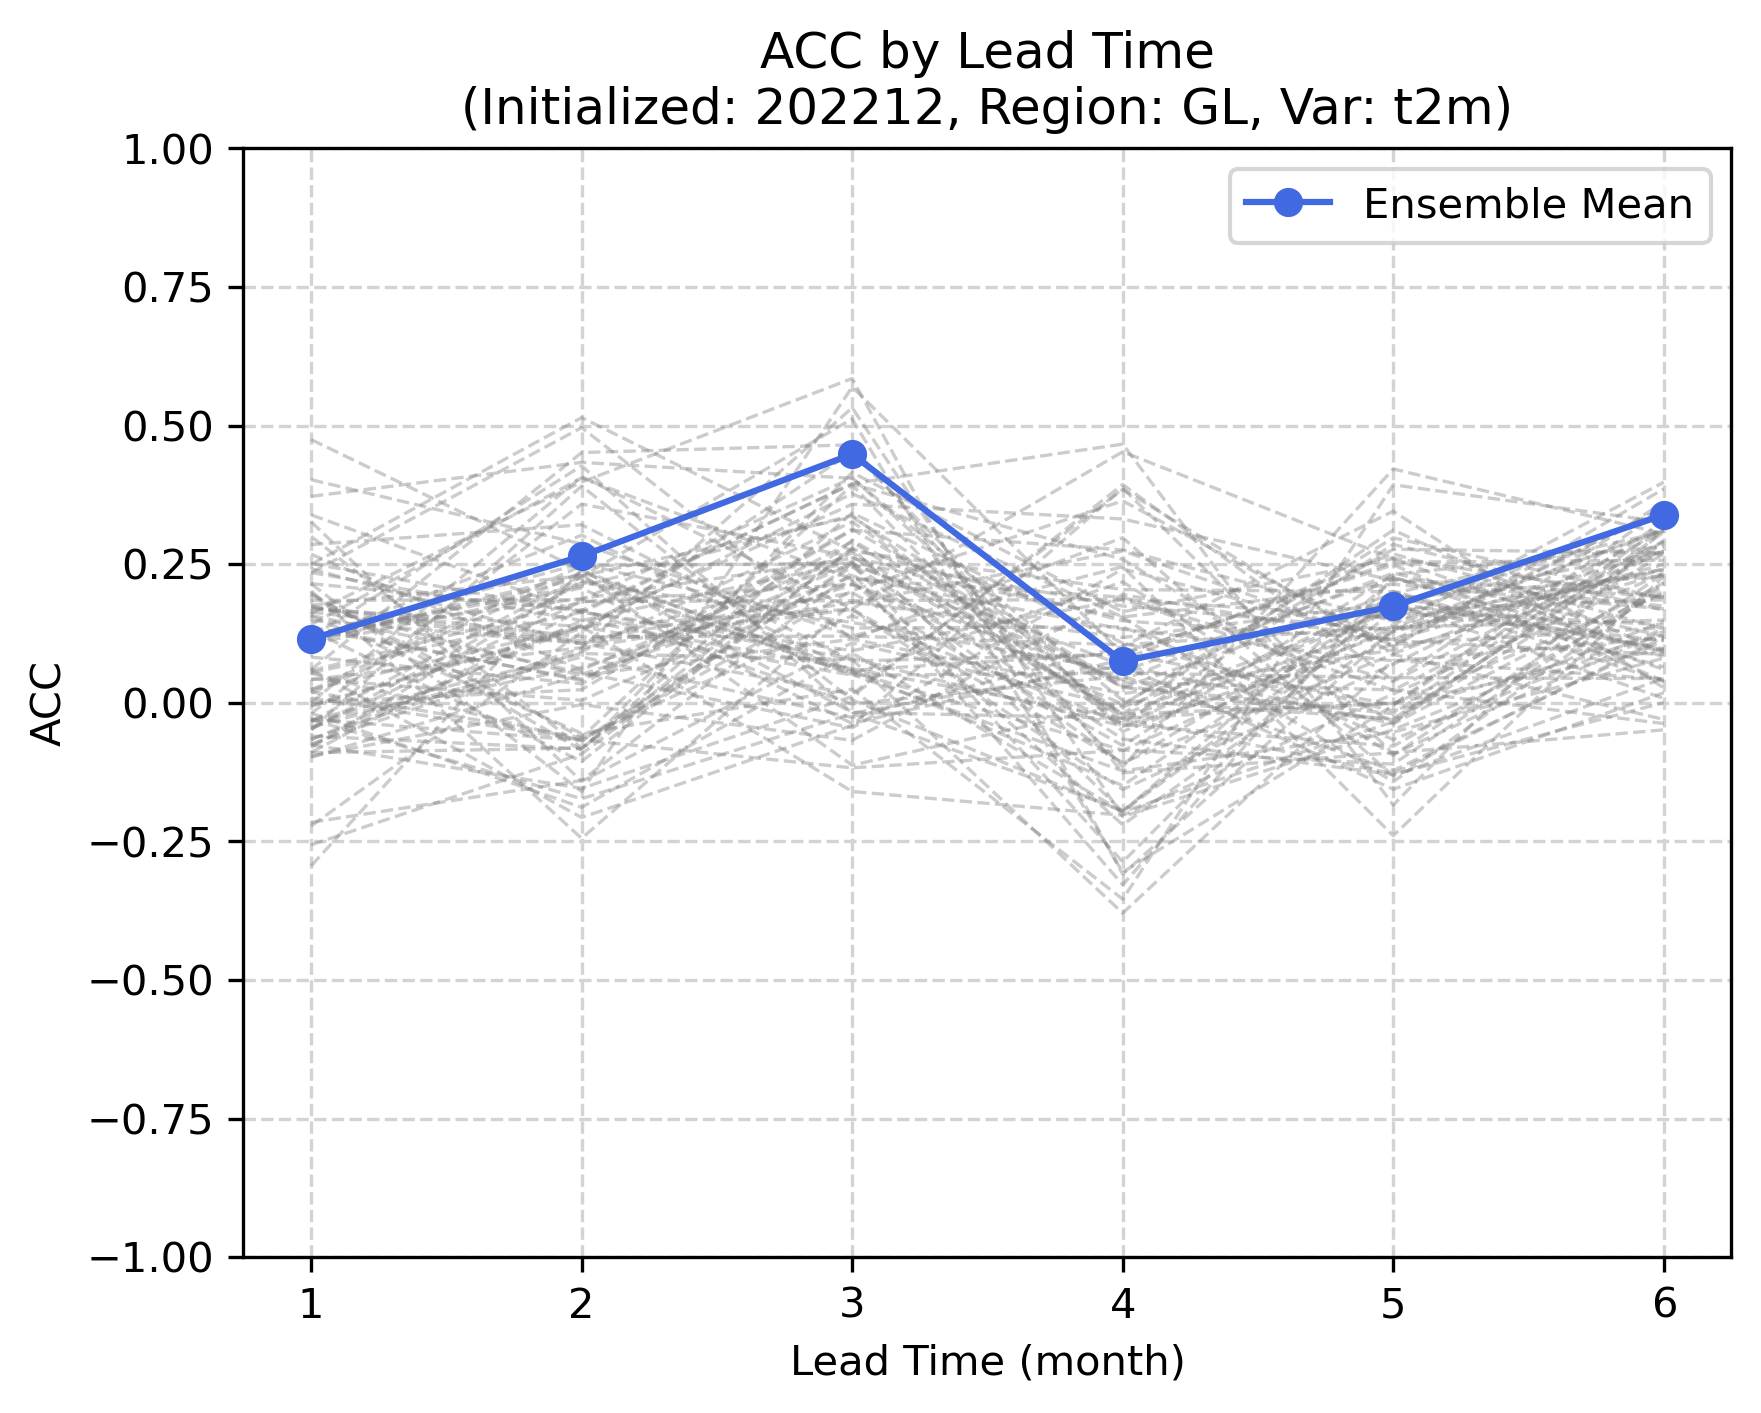 ACC by Lead Time
(Initialized: 202212, Region: GL, Var: t2m)
Ensemble Mean
1.00
0.75
0.50
0.25
0.00
−0.25
−0.50
−0.75
−1.00
ACC
1 2 3 4 5 6
Lead Time (month)